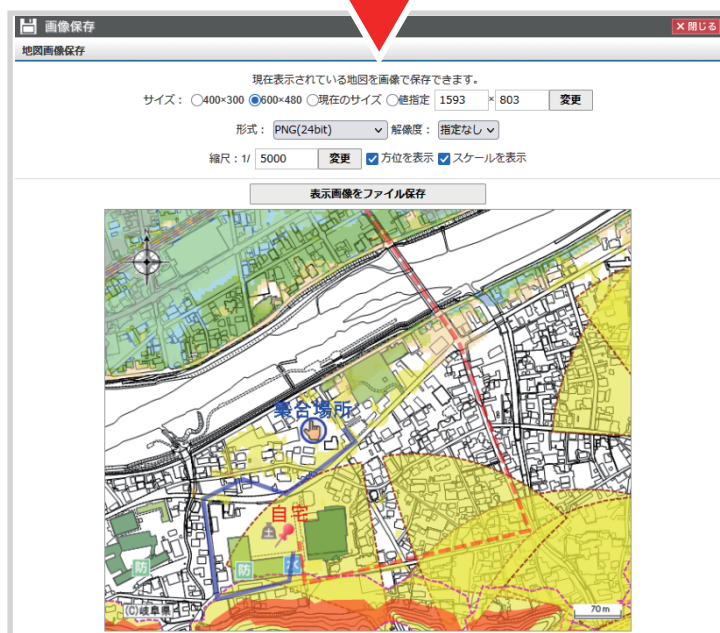 画像保存
×閉じる
地図画像保存
現在表示されている地図を画像で保存できます。
サイズ： 400×300 600×480 現在のサイズ 値指定 1593 × 803 変更
形式： PNG(24bit) 解像度： 指定なし
縮尺：1/ 5000 変更 方位を表示 スケールを表示
表示画像をファイル保存
N
集合場所
自宅
土
防
防
水
(C)岐阜県
70m